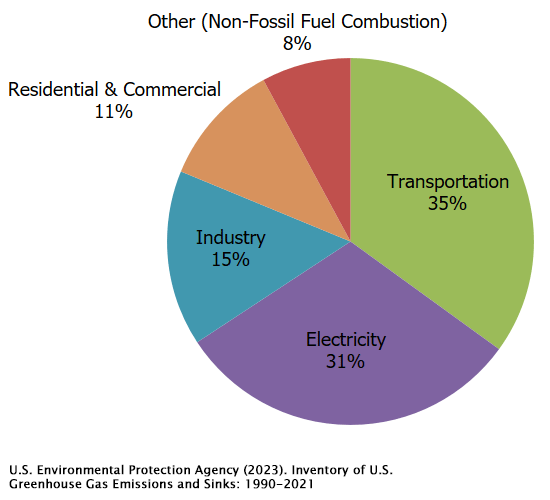 Other (Non-Fossil Fuel Combustion)
8%
Residential & Commercial
11%
Transportation
35%
Industry
15%
Electricity
31%
U.S. Environmental Protection Agency (2023). Inventory of U.S.
Greenhouse Gas Emissions and Sinks: 1990-2021